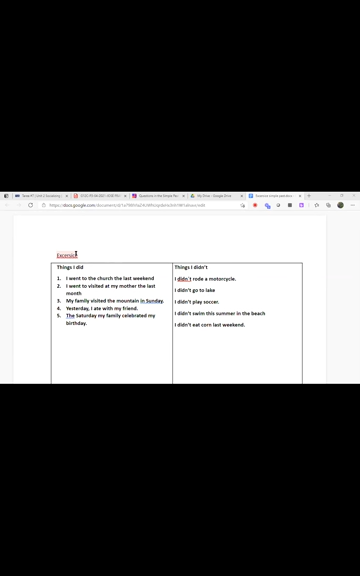 Excersice
Things I did
1. I went to the church the last weekend
2. I went to visited at my mother the last
month
3. My family visited the mountain in Sunday.
4. Yesterday, I ate with my friend.
5. The Saturday my family celebrated my
birthday.
Things I didn't
I didn't rode a motorcycle.
I didn't go to lake
I didn't play soccer.
I didn't swim this summer in the beach
I didn't eat corn last weekend.